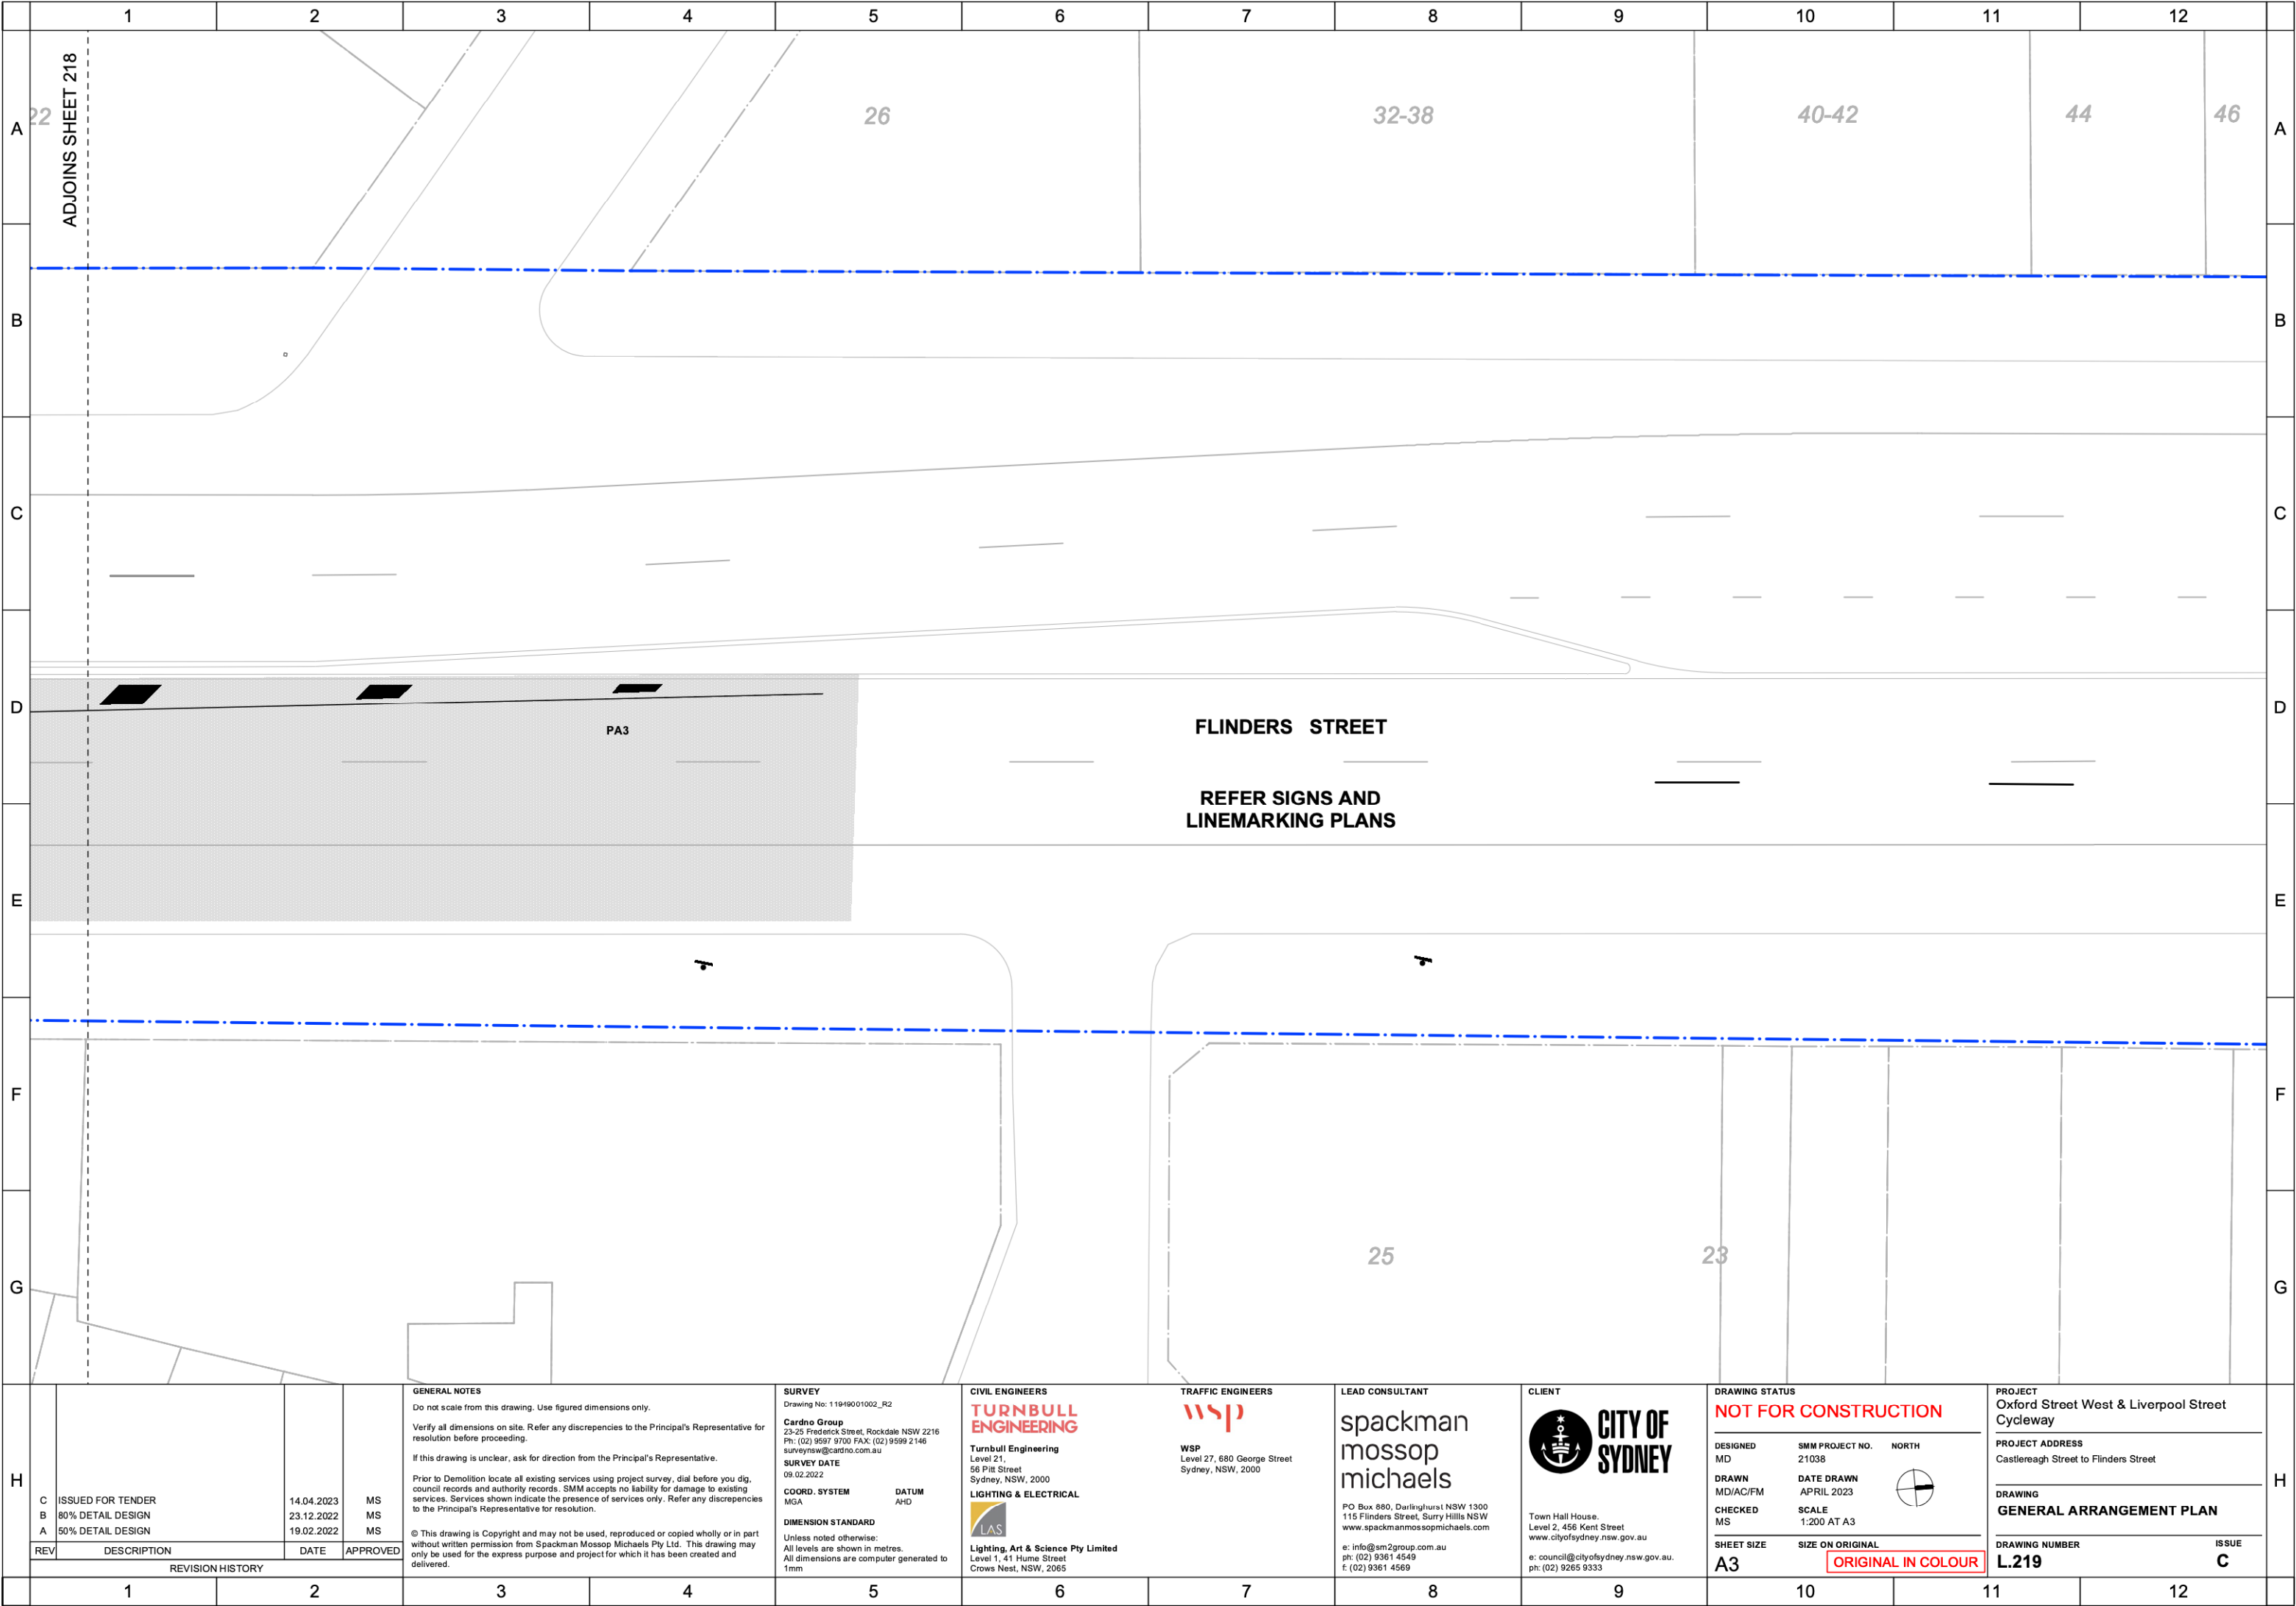 1 2 3 4 5 6 7 8 9 10 11 12
A A
B B
C C
D D
E E
F F
G G
H H
ADJOINS SHEET 218
22
26
32-38
40-42
44
46
PA3
FLINDERS STREET
REFER SIGNS AND
LINEMARKING PLANS
25
23
C ISSUED FOR TENDER 14.04.2023 MS
B 80% DETAIL DESIGN 23.12.2022 MS
A 50% DETAIL DESIGN 19.02.2022 MS
REV DESCRIPTION DATE APPROVED
REVISION HISTORY
GENERAL NOTES
Do not scale from this drawing. Use figured dimensions only.
Verify all dimensions on site. Refer any discrepencies to the Principal's Representative for
resolution before proceeding.
If this drawing is unclear, ask for direction from the Principal's Representative.
Prior to Demolition locate all existing services using project survey, dial before you dig,
council records and authority records. SMM accepts no liability for damage to existing
services. Services shown indicate the presence of services only. Refer any discrepencies
to the Principal's Representative for resolution.
© This drawing is Copyright and may not be used, reproduced or copied wholly or in part
without written permission from Spackman Mossop Michaels Pty Ltd. This drawing may
only be used for the express purpose and project for which it has been created and
delivered.
SURVEY
Drawing No: 11949001002_R2
Cardno Group
23-25 Frederick Street, Rockdale NSW 2216
Ph: (02) 9597 9700 FAX: (02) 9599 2146
surveynsw@cardno.com.au
SURVEY DATE
09.02.2022
COORD. SYSTEM DATUM
MGA AHD
DIMENSION STANDARD
Unless noted otherwise:
All levels are shown in metres.
All dimensions are computer generated to
1mm
CIVIL ENGINEERS
TURNBULL
ENGINEERING
Turnbull Engineering
Level 21,
56 Pitt Street
Sydney, NSW, 2000
LIGHTING & ELECTRICAL
LAS
Lighting, Art & Science Pty Limited
Level 1, 41 Hume Street
Crows Nest, NSW, 2065
TRAFFIC ENGINEERS
wsp
WSP
Level 27, 680 George Street
Sydney, NSW, 2000
LEAD CONSULTANT
spackman
mossop
michaels
PO Box 880, Darlinghurst NSW 1300
115 Flinders Street, Surry Hillls NSW
www.spackmanmossopmichaels.com
e: info@sm2group.com.au
ph: (02) 9361 4549
f: (02) 9361 4569
CLIENT
CITY OF
SYDNEY
Town Hall House.
Level 2, 456 Kent Street
www.cityofsydney.nsw.gov.au
e: council@cityofsydney.nsw.gov.au.
ph: (02) 9265 9333
DRAWING STATUS
NOT FOR CONSTRUCTION
DESIGNED SMM PROJECT NO. NORTH
MD 21038
DRAWN DATE DRAWN
MD/AC/FM APRIL 2023
CHECKED SCALE
MS 1:200 AT A3
SHEET SIZE SIZE ON ORIGINAL
A3 ORIGINAL IN COLOUR
PROJECT
Oxford Street West & Liverpool Street
Cycleway
PROJECT ADDRESS
Castlereagh Street to Flinders Street
DRAWING
GENERAL ARRANGEMENT PLAN
DRAWING NUMBER ISSUE
L.219 C
1 2 3 4 5 6 7 8 9 10 11 12